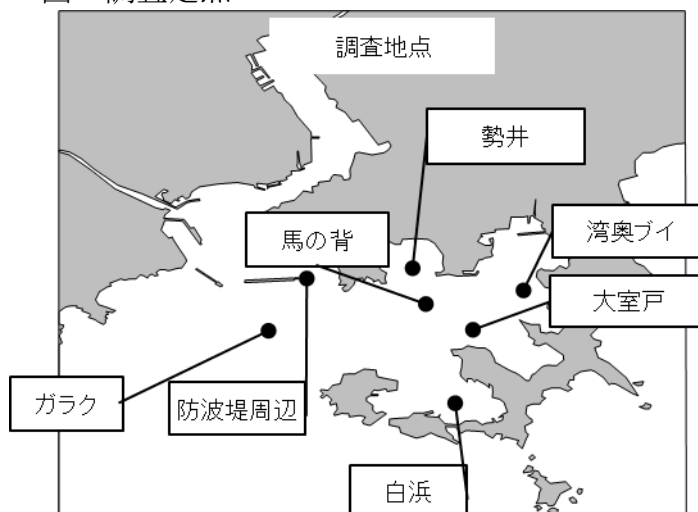 調査地点
勢井
馬の背
湾奥ブイ
大室戸
ガラク
防波堤周辺
白浜